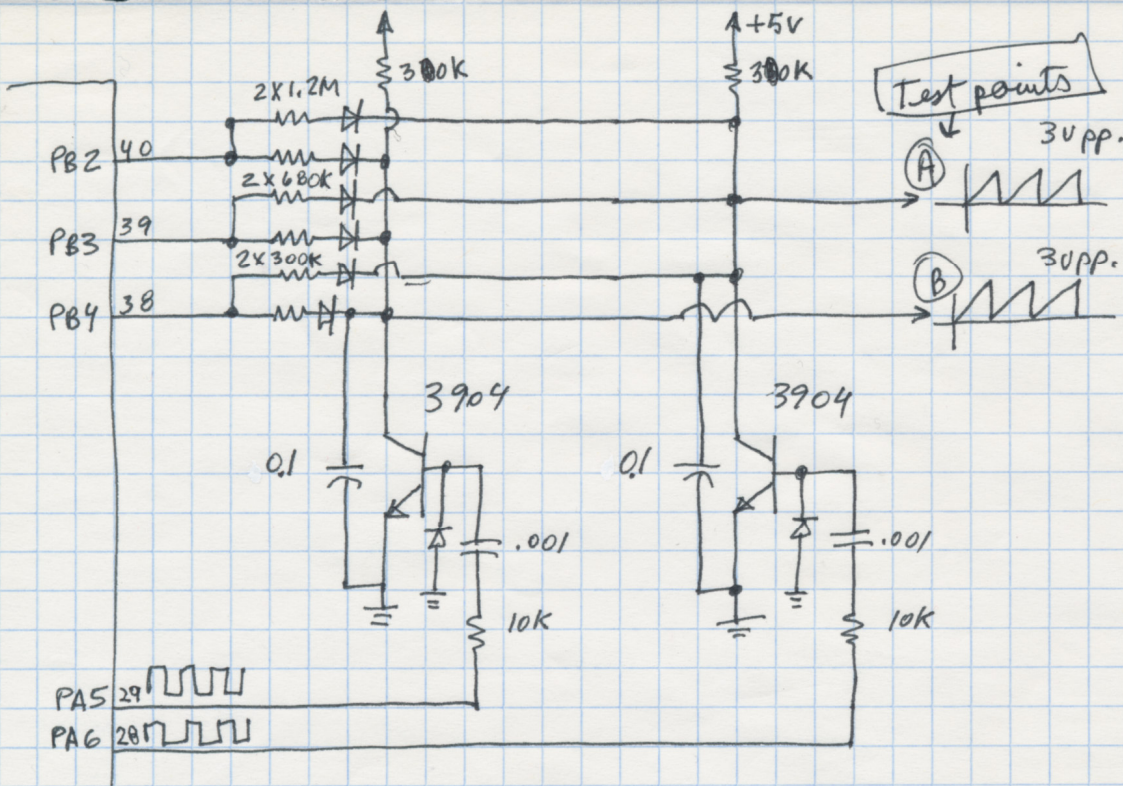 +5V
300K
300K
2X1.2M
Test points
PB2 40
3Vpp.
A
2X680K
PB3 39
2X300K
3Vpp.
B
PB4 38
3904
3904
0.1
0.1
.001
.001
10K
10K
PA5 29
PA6 28